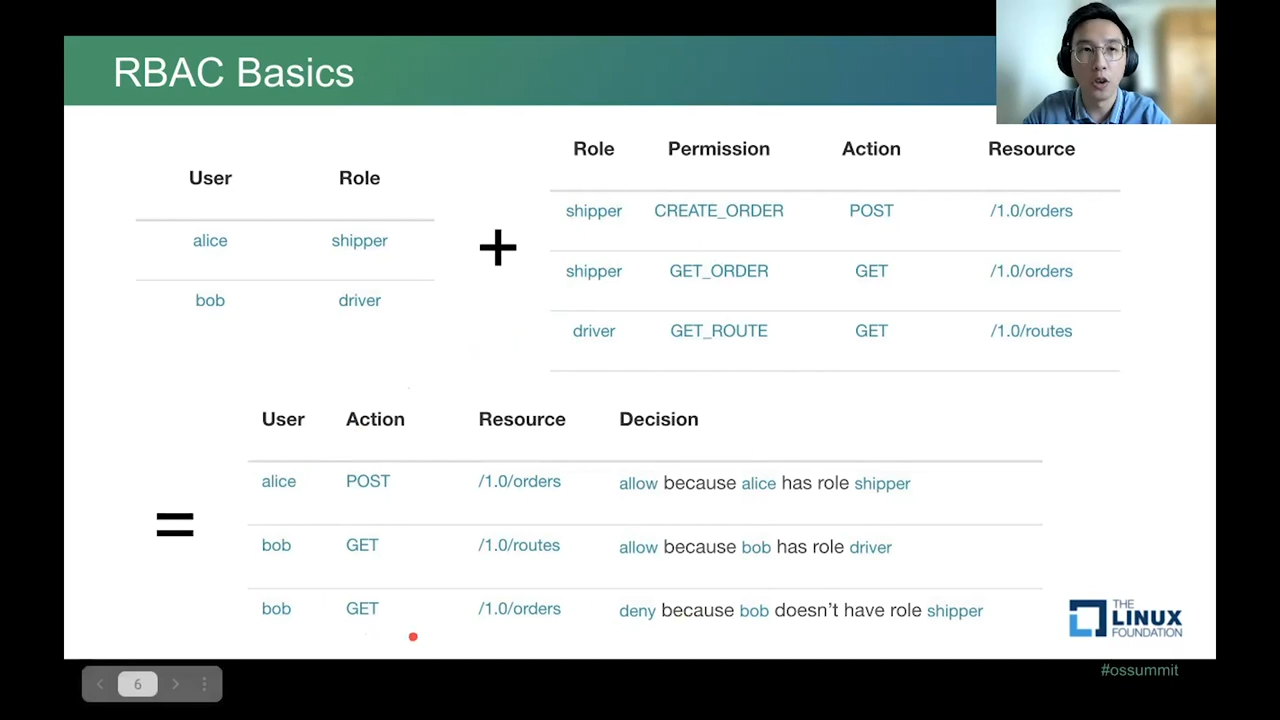 RBAC Basics
User Role
alice shipper
bob driver
+
Role Permission Action Resource
shipper CREATE_ORDER POST /1.0/orders
shipper GET_ORDER GET /1.0/orders
driver GET_ROUTE GET /1.0/routes
=
User Action Resource Decision
alice POST /1.0/orders allow because alice has role shipper
bob GET /1.0/routes allow because bob has role driver
bob GET /1.0/orders deny because bob doesn’t have role shipper
THE
LINUX
FOUNDATION
#ossummit
6